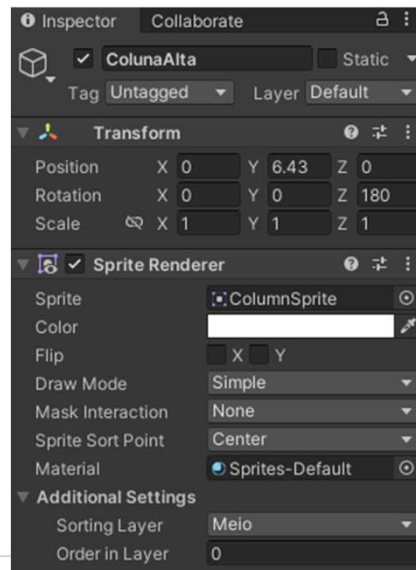 Inspector Collaborate
ColunaAlta Static
Tag Untagged Layer Default
Transform
Position X 0 Y 6.43 Z 0
Rotation X 0 Y 0 Z 180
Scale X 1 Y 1 Z 1
Sprite Renderer
Sprite ColumnSprite
Color
Flip X Y
Draw Mode Simple
Mask Interaction None
Sprite Sort Point Center
Material Sprites-Default
Additional Settings
Sorting Layer Meio
Order in Layer 0